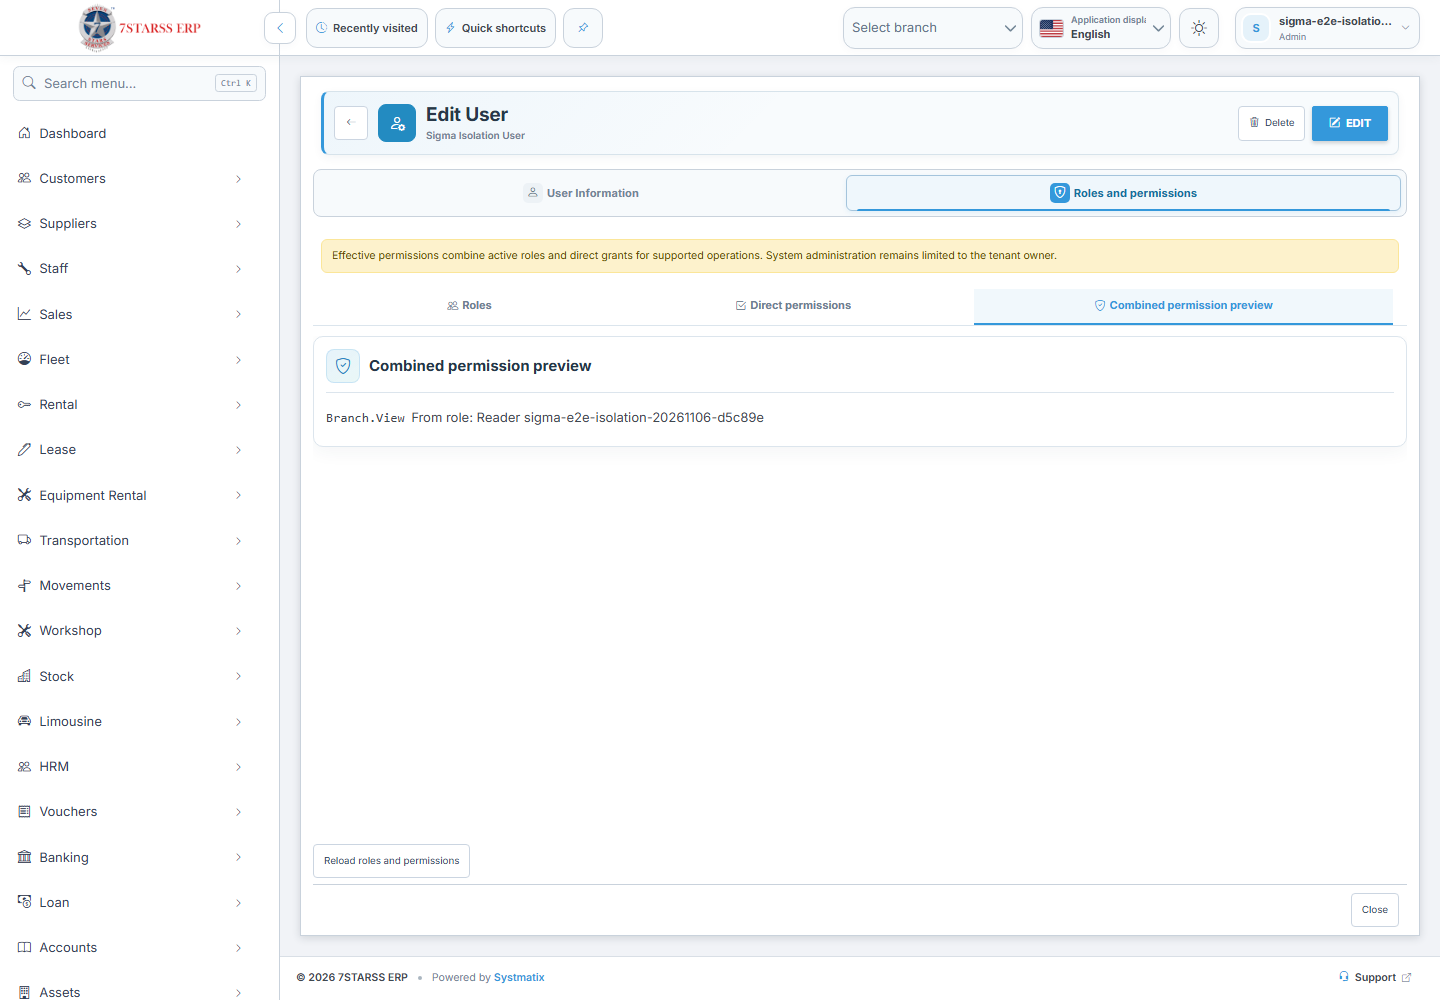 7STARSS ERP
Recently visited
Quick shortcuts
Select branch
Application displa
English
S
sigma-e2e-isolatio...
Admin
Search menu...
Ctrl K
Dashboard
Customers
Suppliers
Staff
Sales
Fleet
Rental
Lease
Equipment Rental
Transportation
Movements
Workshop
Stock
Limousine
HRM
Vouchers
Banking
Loan
Accounts
Assets
Edit User
Sigma Isolation User
Delete
EDIT
User Information
Roles and permissions
Effective permissions combine active roles and direct grants for supported operations. System administration remains limited to the tenant owner.
Roles
Direct permissions
Combined permission preview
Combined permission preview
Branch.View From role: Reader sigma-e2e-isolation-20261106-d5c89e
Reload roles and permissions
Close
© 2026 7STARSS ERP • Powered by Systmatix
Support